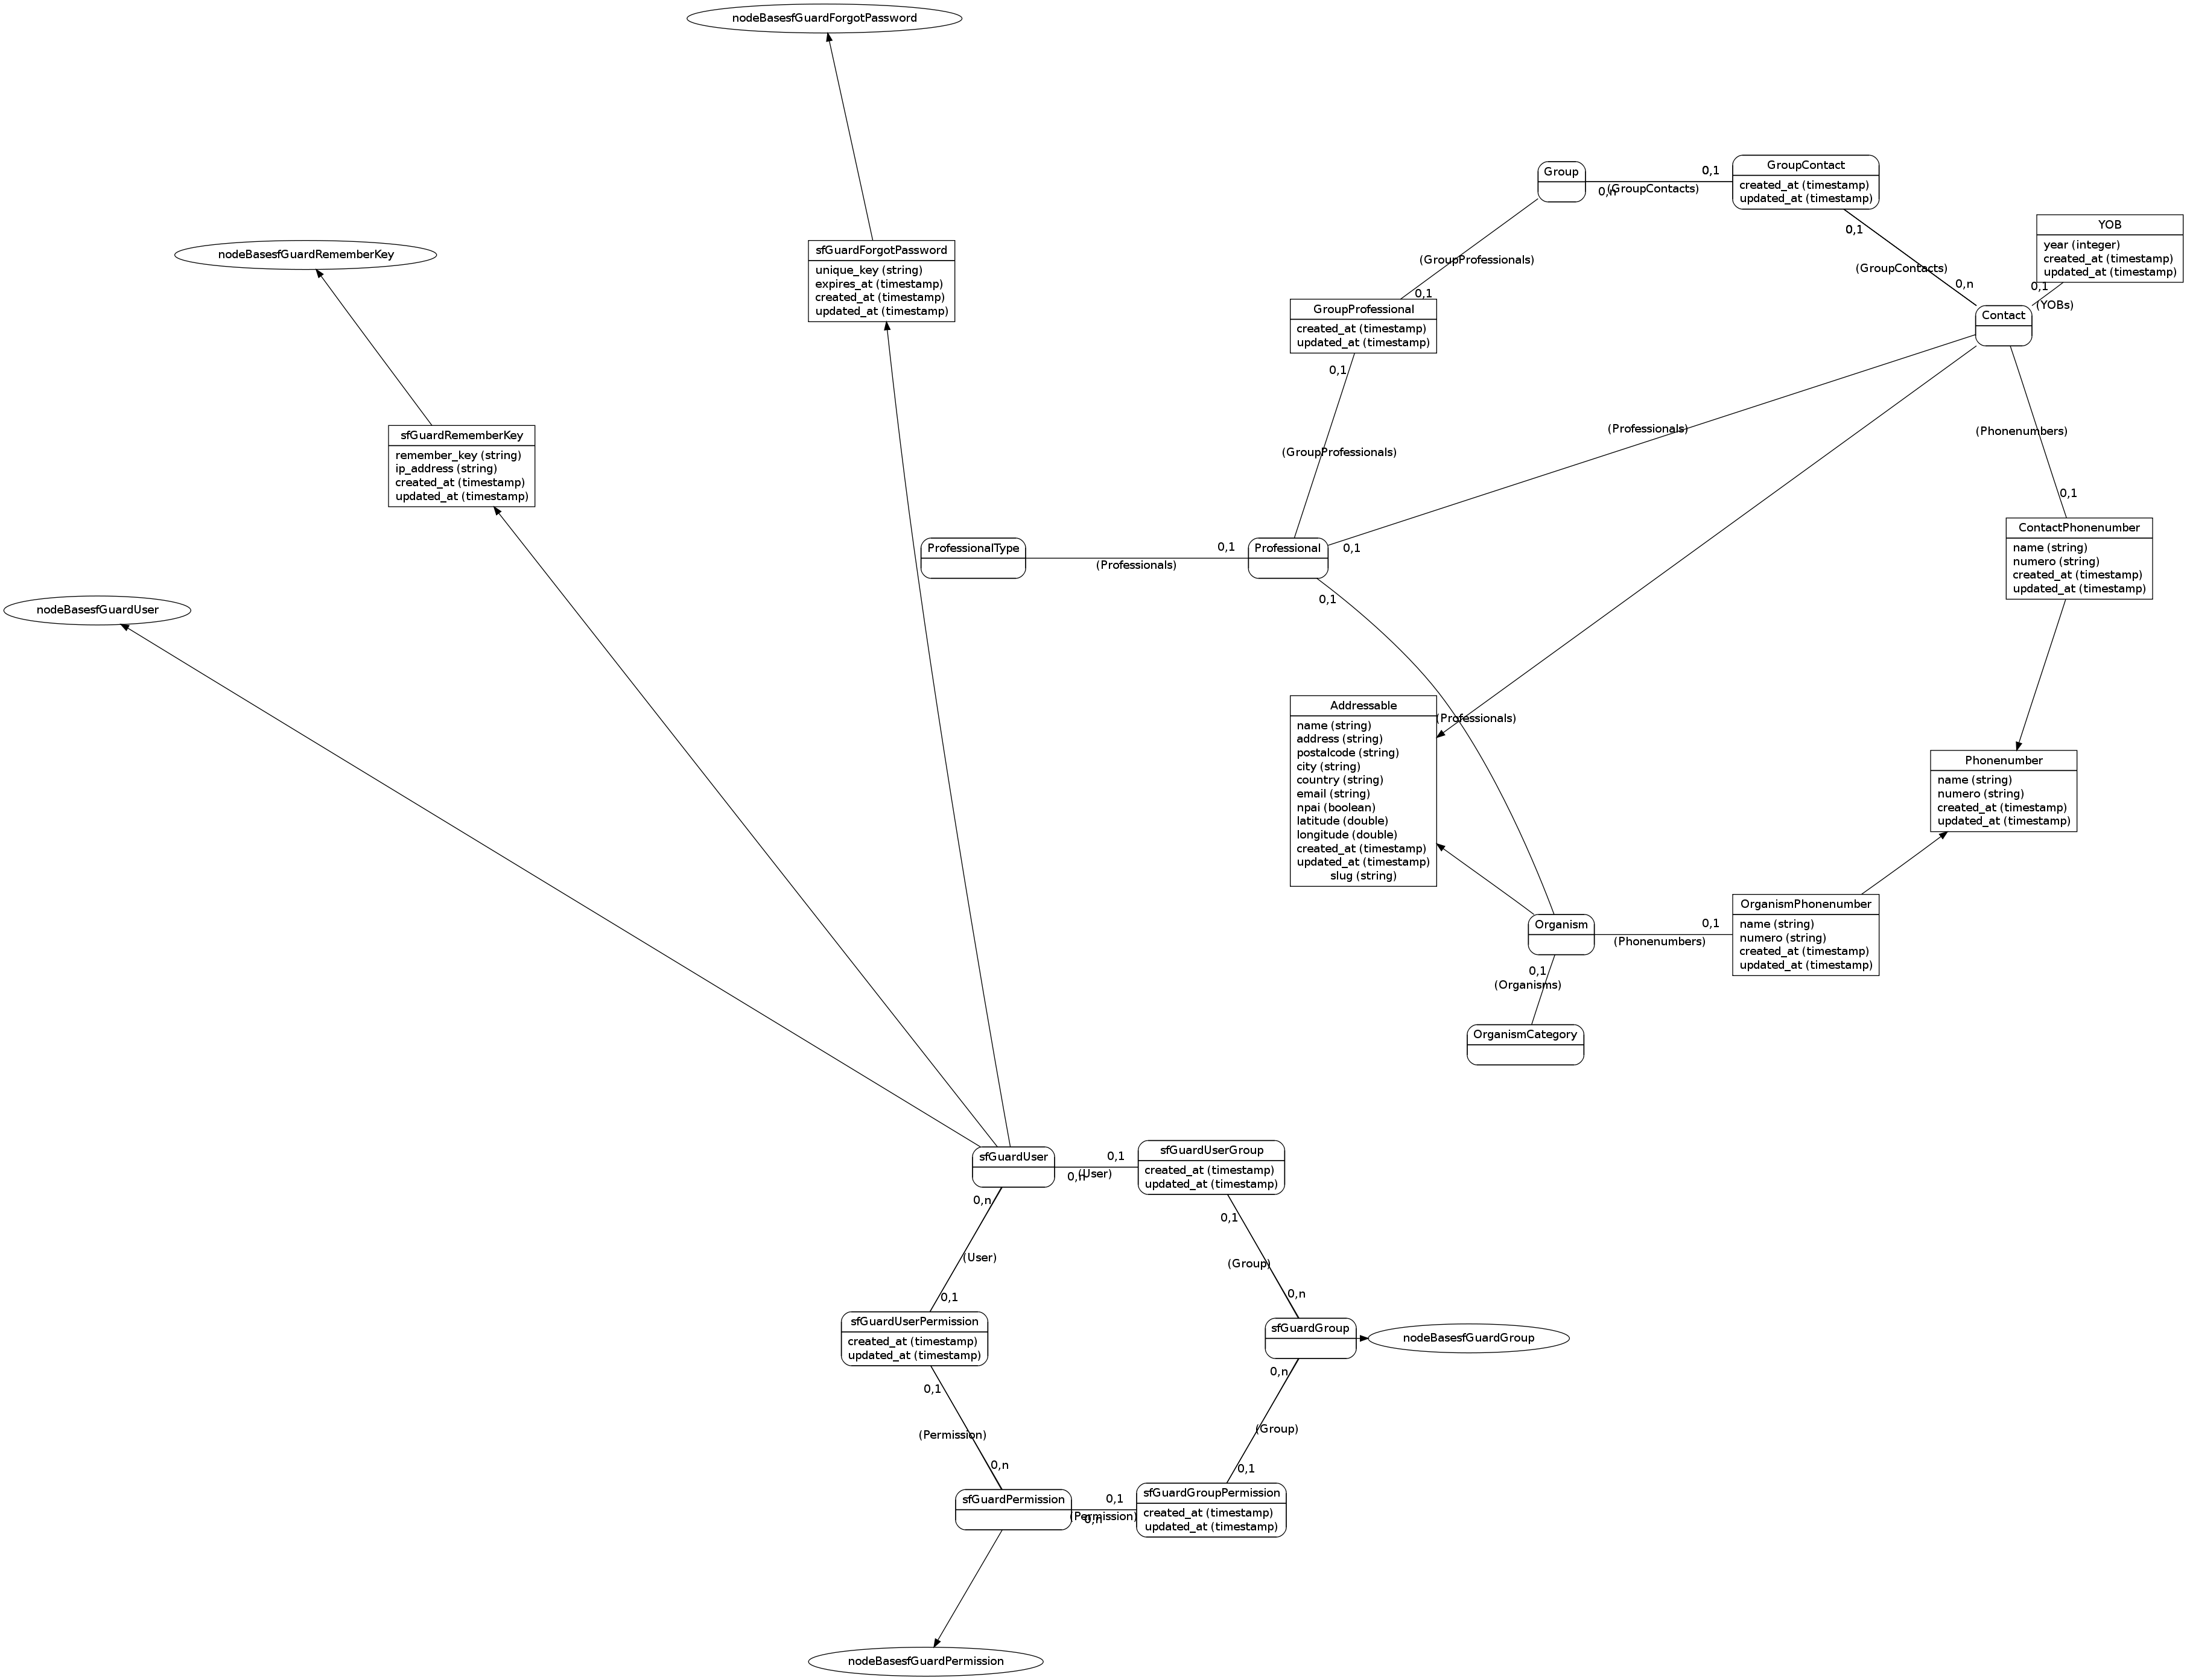 nodeBasesfGuardForgotPassword
Group
0,n
(GroupContacts)
0,1
GroupContact
created_at (timestamp)
updated_at (timestamp)
YOB
year (integer)
created_at (timestamp)
updated_at (timestamp)
0,1
(GroupContacts)
0,n
0,1
(YOBs)
Contact
nodeBasesfGuardRememberKey
sfGuardForgotPassword
unique_key (string)
expires_at (timestamp)
created_at (timestamp)
updated_at (timestamp)
(GroupProfessionals)
0,1
GroupProfessional
created_at (timestamp)
updated_at (timestamp)
0,1
(GroupProfessionals)
(Professionals)
(Phonenumbers)
0,1
sfGuardRememberKey
remember_key (string)
ip_address (string)
created_at (timestamp)
updated_at (timestamp)
ProfessionalType
(Professionals)
0,1
Professional
0,1
0,1
ContactPhonenumber
name (string)
numero (string)
created_at (timestamp)
updated_at (timestamp)
nodeBasesfGuardUser
Addressable
name (string)
address (string)
postalcode (string)
city (string)
country (string)
email (string)
npai (boolean)
latitude (double)
longitude (double)
created_at (timestamp)
updated_at (timestamp)
slug (string)
(Professionals)
Phonenumber
name (string)
numero (string)
created_at (timestamp)
updated_at (timestamp)
Organism
(Phonenumbers)
0,1
OrganismPhonenumber
name (string)
numero (string)
created_at (timestamp)
updated_at (timestamp)
0,1
(Organisms)
OrganismCategory
sfGuardUser
0,n
(User)
0,1
sfGuardUserGroup
created_at (timestamp)
updated_at (timestamp)
0,n
(User)
0,1
0,1
(Group)
0,n
sfGuardUserPermission
created_at (timestamp)
updated_at (timestamp)
sfGuardGroup
nodeBasesfGuardGroup
0,1
(Permission)
0,n
0,n
(Group)
0,1
sfGuardPermission
0,n
(Permission)
0,1
sfGuardGroupPermission
created_at (timestamp)
updated_at (timestamp)
nodeBasesfGuardPermission